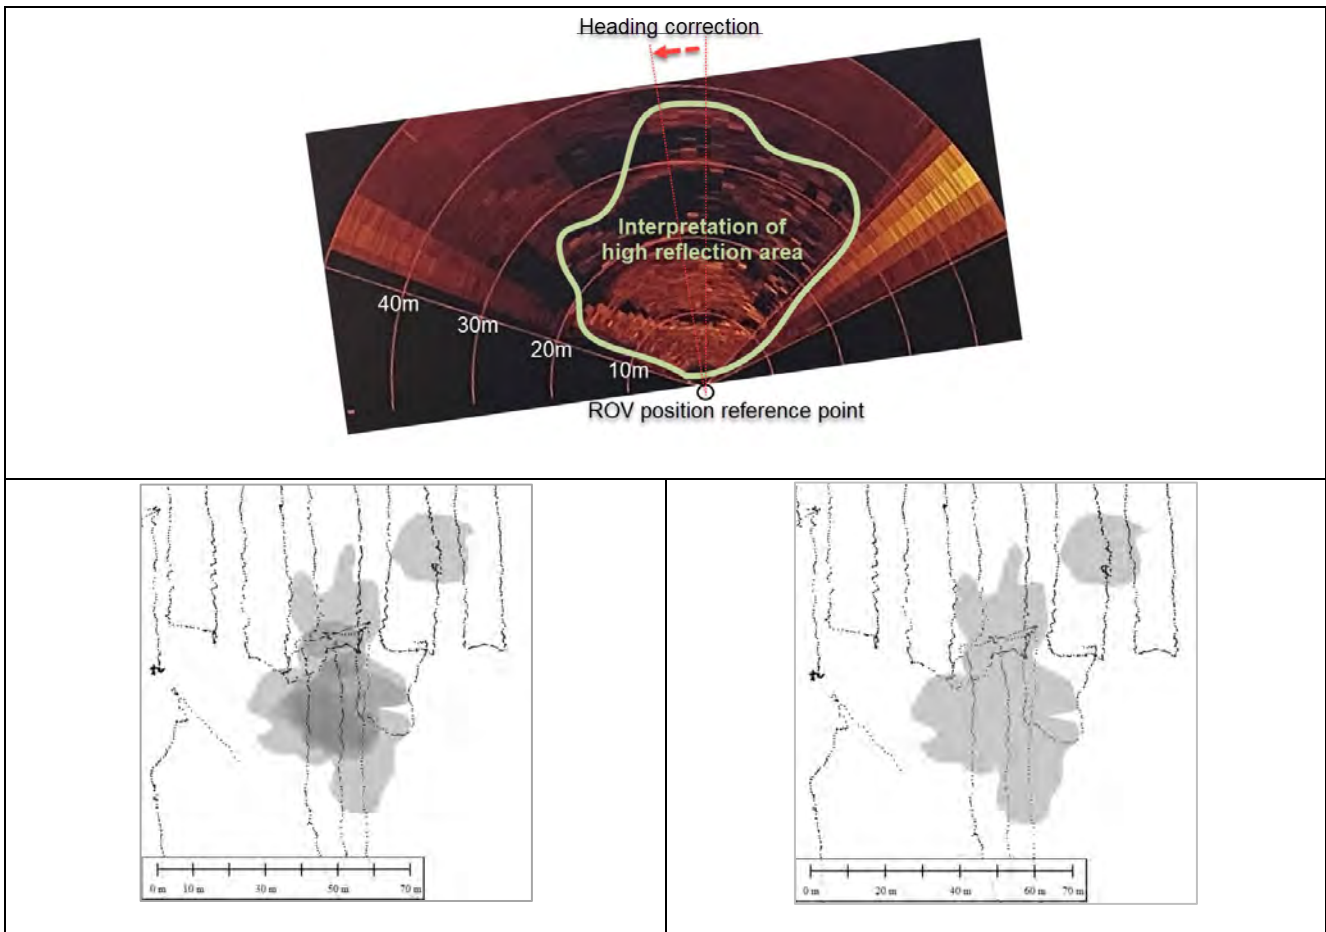 Heading correction
Interpretation of
high reflection area
40m
30m
20m
10m
ROV position reference point
0 m 10 m 30 m 50 m 70 m
0 m 20 m 40 m 60 m 70 m